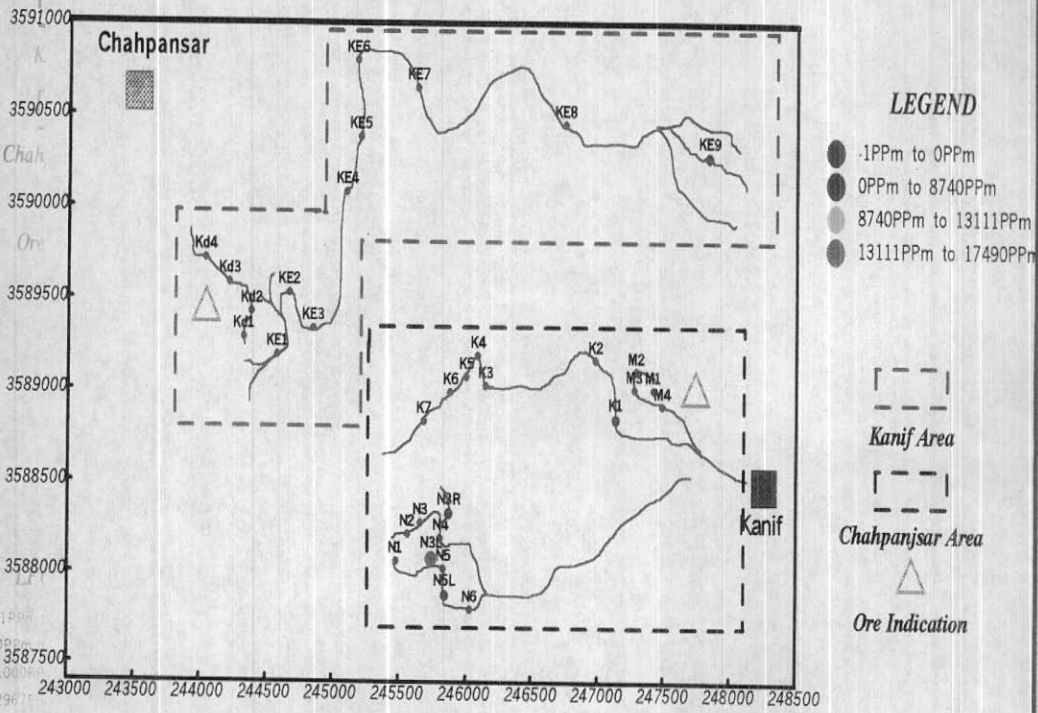 3591000
3590500
3590000
3589500
3589000
3588500
3588000
3587500
243000 243500 244000 244500 245000 245500 246000 246500 247000 247500 248000 248500
Chahpansar
KE6
KE7
KE8
KE5
KE9
KE4
Kd4
Kd3
KE2
Kd2
Kd1
KE3
KE1
K4
K2
K5
M2
K6
K3
M3
M1
M4
K7
K1
N3R
N3
N2
N4
N1
N5
N5L
N6
Kanif
LEGEND
-1PPm to 0PPm
0PPm to 8740PPm
8740PPm to 13111PPm
13111PPm to 17490PPm
Kanif Area
Chahpanjsar Area
Ore Indication
K
Chah
Ore